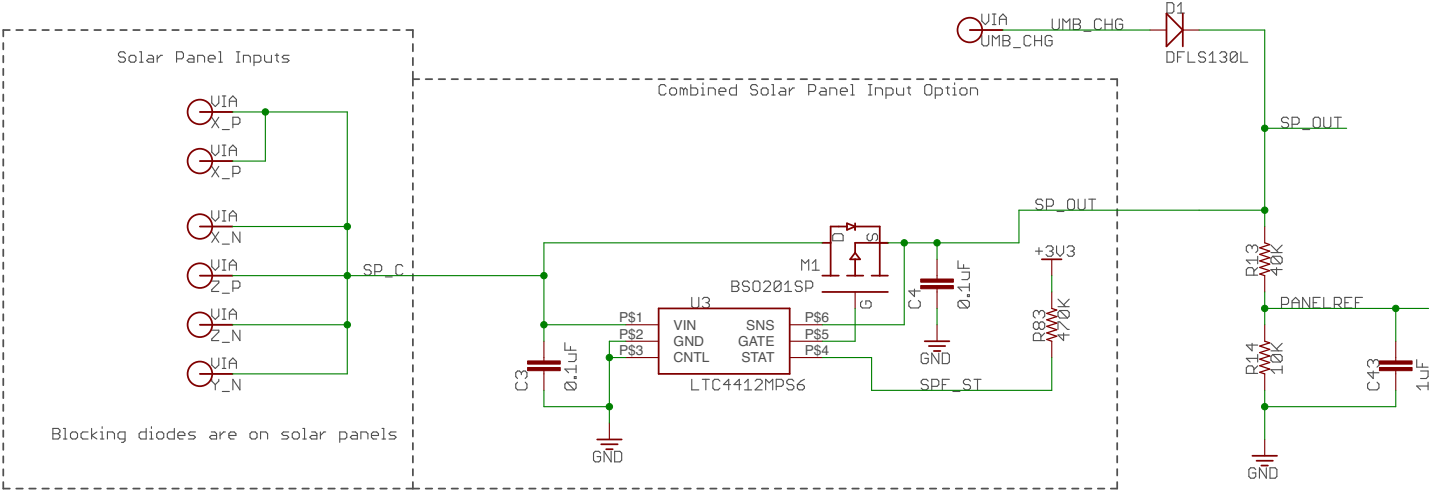 D1
VIA
UMB_CHG
UMB_CHG
DFLS130L
Solar Panel Inputs
Combined Solar Panel Input Option
VIA
X_P
SP_OUT
VIA
X_P
SP_OUT
VIA
X_N
D
S
+3V3
VIA
Z_P
SP_C
M1
BSO201SP
G
C4
0.1uF
R13
40K
U3
PANELREF
VIA
Z_N
P$1
VIN
SNS
P$6
P$2
GND
GATE
P$5
P$3
CNTL
STAT
P$4
R83
470K
GND
VIA
Y_N
C3
0.1uF
LTC4412MPS6
SPF_ST
R14
10K
C43
1uF
Blocking diodes are on solar panels
GND
GND